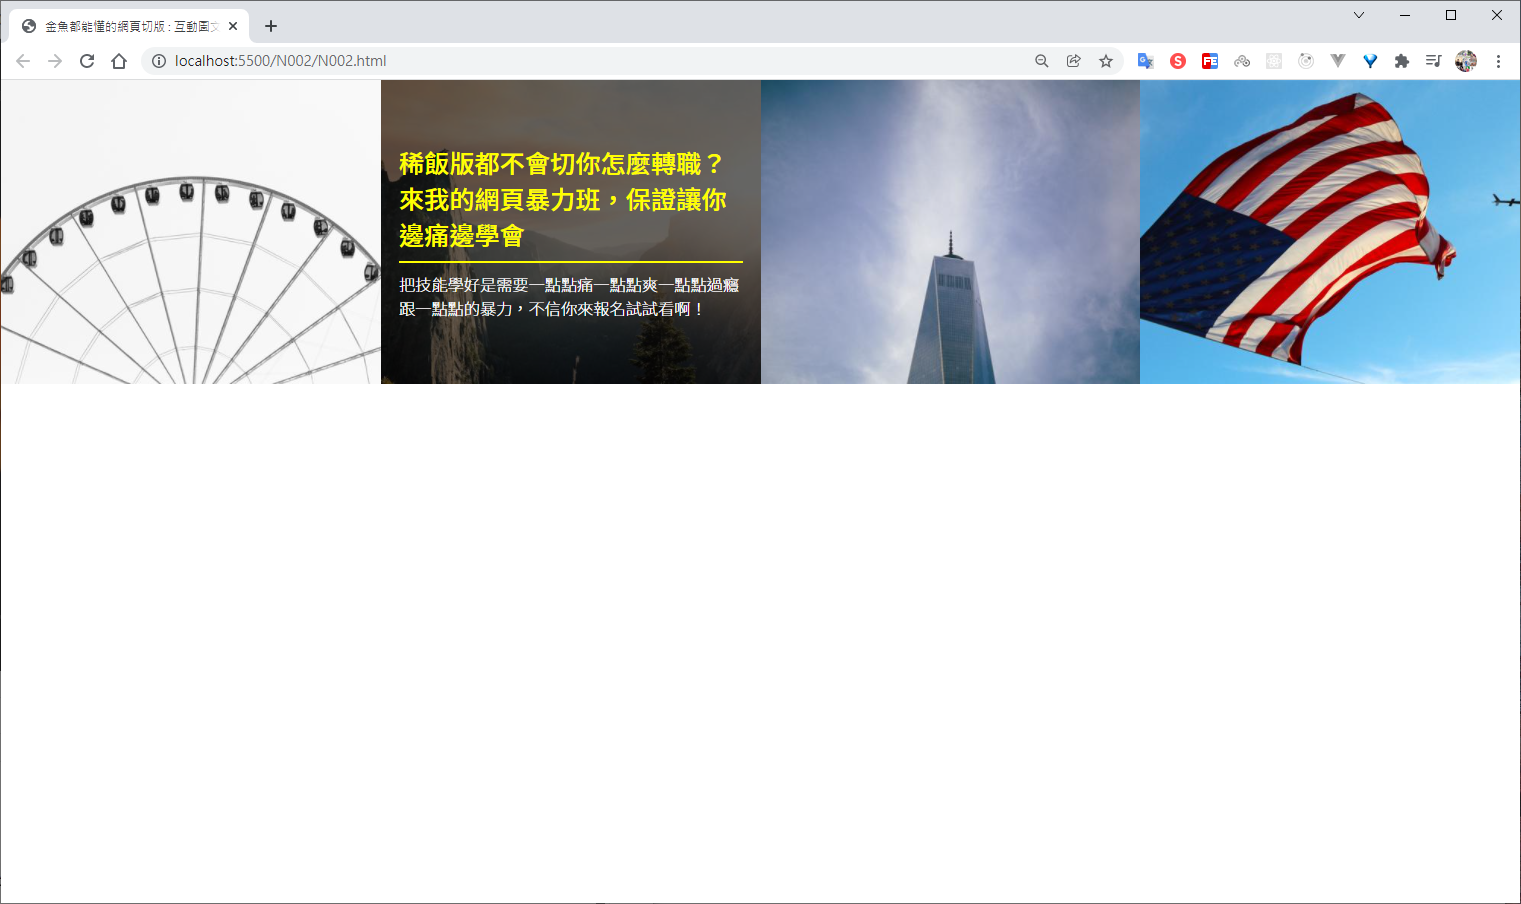 金魚都能懂的網頁切版 : 互動圖文
localhost:5500/N002/N002.html
稀飯版都不會切你怎麼轉職？
來我的網頁暴力班，保證讓你
邊痛邊學會
把技能學好是需要一點點痛一點點爽一點點過癮
跟一點點的暴力，不信你來報名試試看啊！